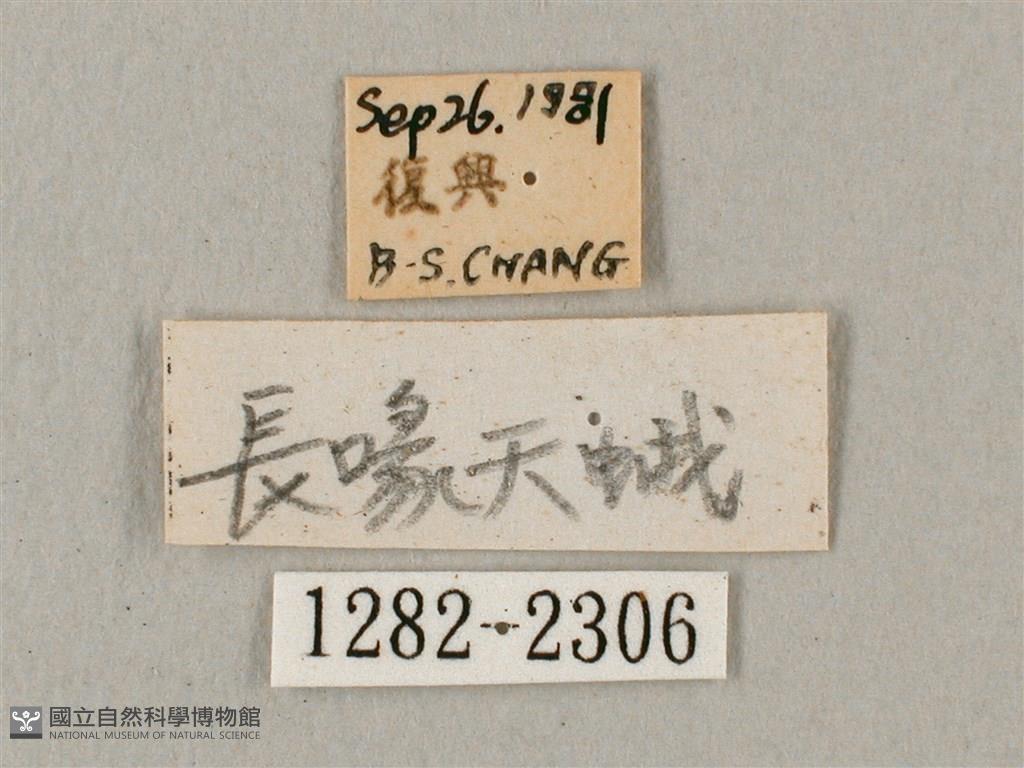 Sep 26. 1981
復興
B-S. CHANG
長喙天蛾
1282-2306
國立自然科學博物館
NATIONAL MUSEUM OF NATURAL SCIENCE